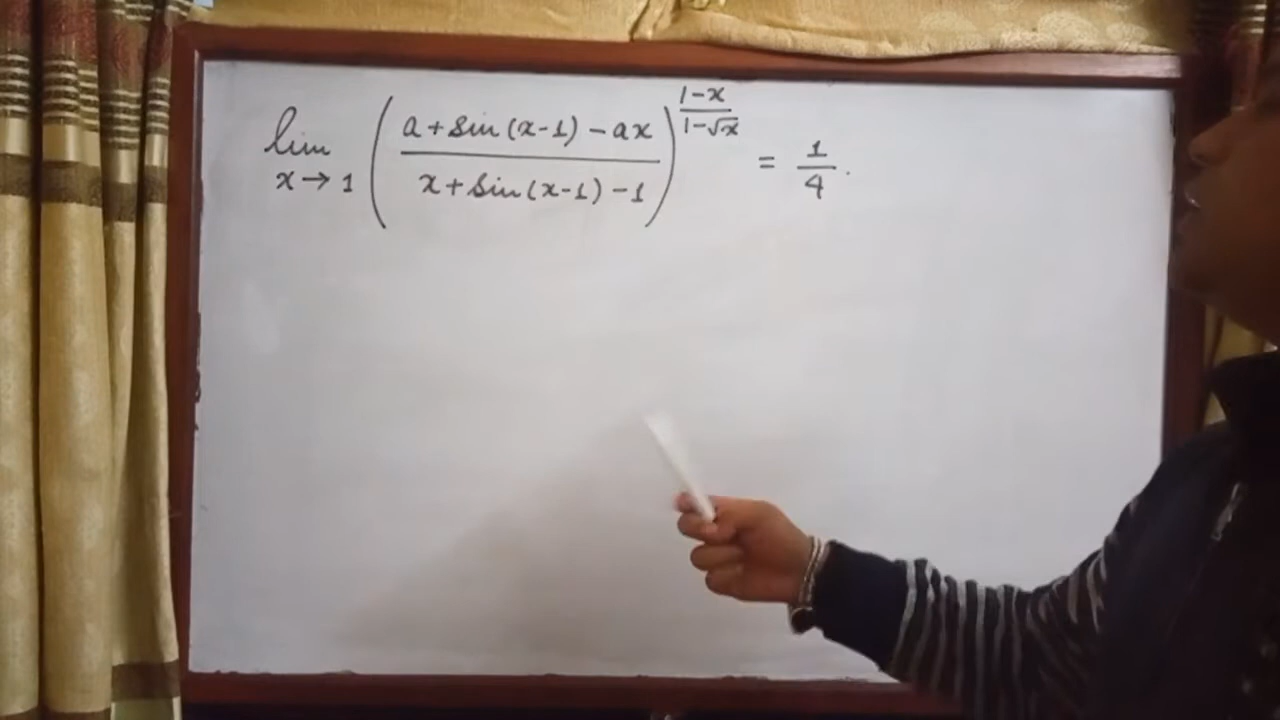 lim x→1 ( (a + sin(x-1) - ax) / (x + sin(x-1) - 1) )^((1-x)/(1-√x)) = 1/4.